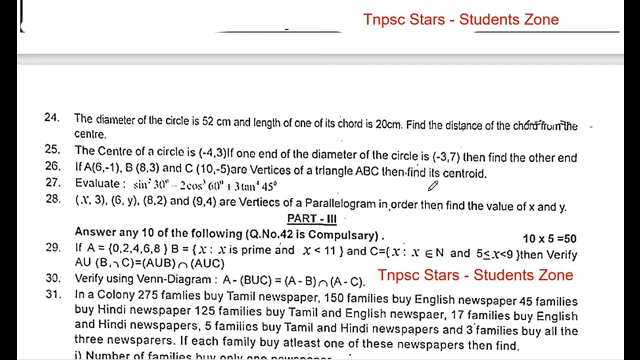 Tnpsc Stars - Students Zone
24. The diameter of the circle is 52 cm and length of one of its chord is 20cm. Find the distance of the chord from the
centre.
25. The Centre of a circle is (-4,3)If one end of the diameter of the circle is (-3,7) then find the other end
26. If A(6,-1), B (8,3) and C (10,-5)are Vertices of a triangle ABC then find its centroid.
27. Evaluate : sin² 30° - 2cos³ 60° + 3tan⁴ 45°
28. (x, 3), (6, y), (8,2) and (9,4) are Vertiecs of a Parallelogram in order then find the value of x and y.
PART - III
Answer any 10 of the following (Q.No.42 is Compulsary) . 10 x 5 =50
29. If A = {0,2,4,6,8 } B = { x : x is prime and x < 11 } and C={ x : x ∈ N and 5≤x<9 }then Verify
AU (B∩C)=(AUB)∩(AUC)
30. Verify using Venn-Diagram : A - (BUC) = (A - B)∩(A - C). Tnpsc Stars - Students Zone
31. In a Colony 275 famlies buy Tamil newspaper, 150 families buy English newspaper 45 families
buy Hindi newspaper 125 families buy Tamil and English newspaer, 17 families buy English
and Hindi newspapers, 5 families buy Tamil and Hindi newspapers and 3 families buy all the
three newspapers. If each family buy atleast one of these newspapers then find.
i) Number of families buy only one newspaper